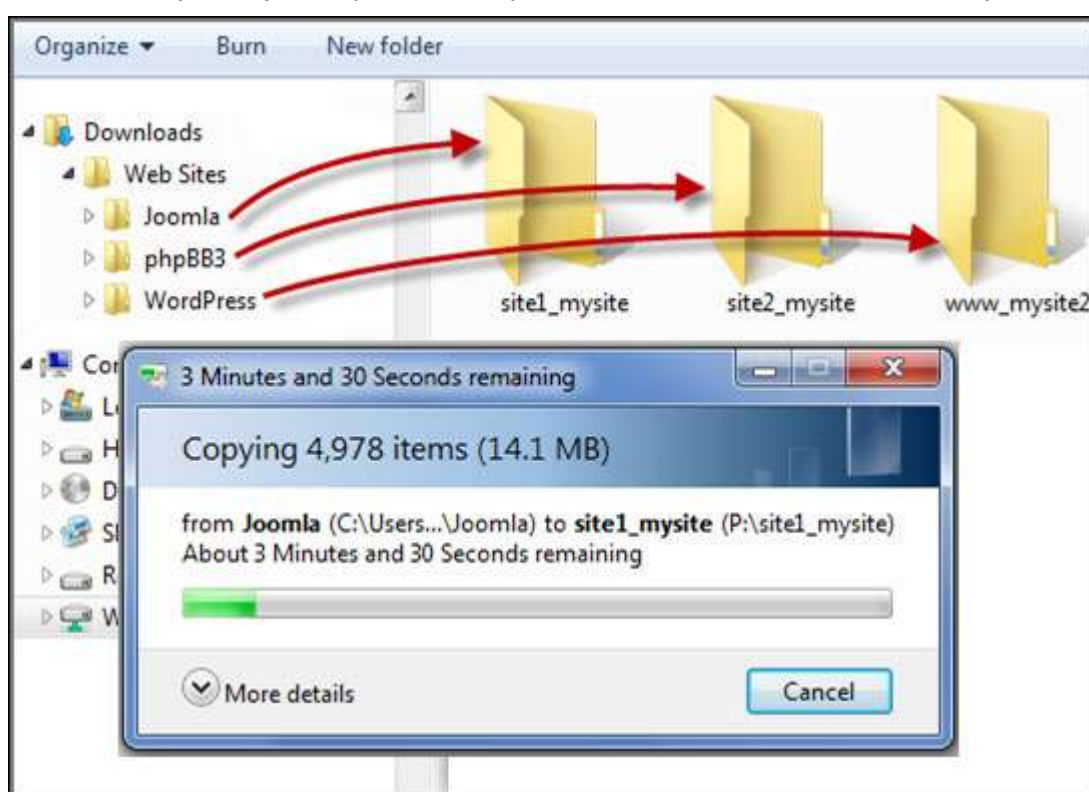 Organize Burn New folder
Downloads
Web Sites
Joomla
phpBB3
WordPress
site1_mysite site2_mysite www_mysite2
3 Minutes and 30 Seconds remaining
Copying 4,978 items (14.1 MB)
from Joomla (C:\Users...\Joomla) to site1_mysite (P:\site1_mysite)
About 3 Minutes and 30 Seconds remaining
More details Cancel